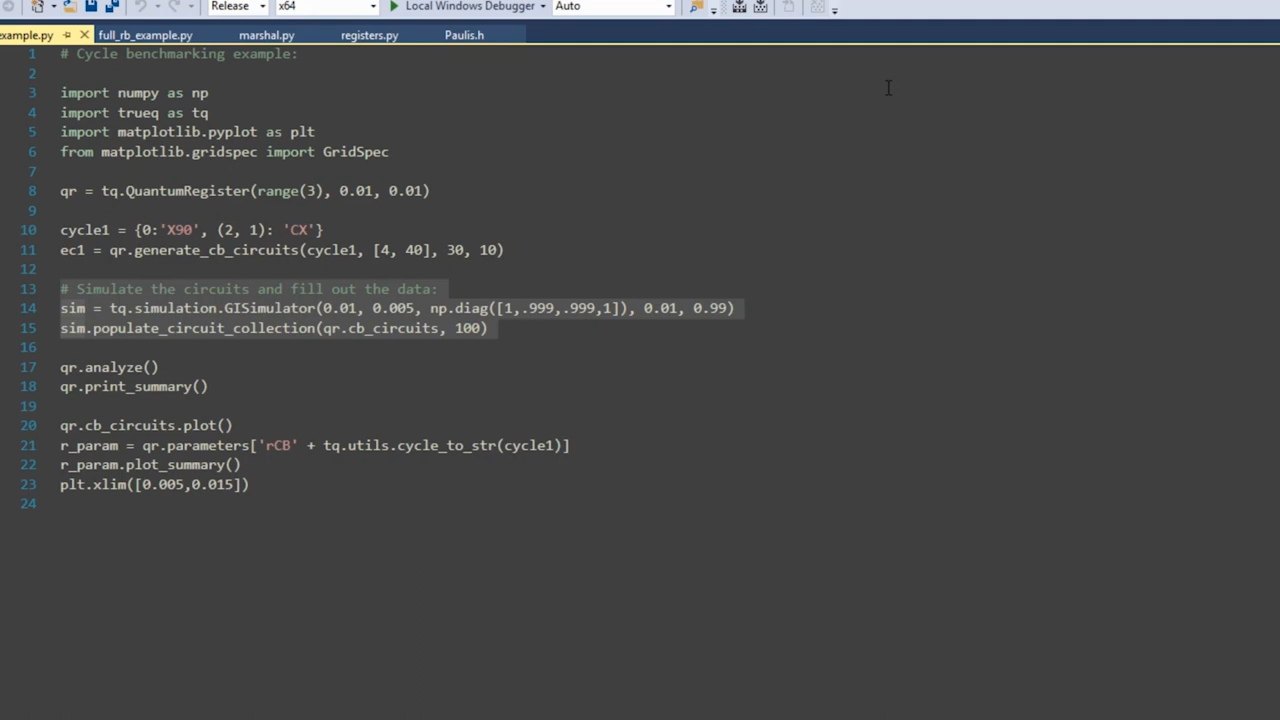 Release x64 Local Windows Debugger Auto
example.py full_rb_example.py marshal.py registers.py Paulis.h
1 # Cycle benchmarking example:
2
3 import numpy as np
4 import trueq as tq
5 import matplotlib.pyplot as plt
6 from matplotlib.gridspec import GridSpec
7
8 qr = tq.QuantumRegister(range(3), 0.01, 0.01)
9
10 cycle1 = {0:'X90', (2, 1): 'CX'}
11 ec1 = qr.generate_cb_circuits(cycle1, [4, 40], 30, 10)
12
13 # Simulate the circuits and fill out the data:
14 sim = tq.simulation.GISimulator(0.01, 0.005, np.diag([1,.999,.999,1]), 0.01, 0.99)
15 sim.populate_circuit_collection(qr.cb_circuits, 100)
16
17 qr.analyze()
18 qr.print_summary()
19
20 qr.cb_circuits.plot()
21 r_param = qr.parameters['rCB' + tq.utils.cycle_to_str(cycle1)]
22 r_param.plot_summary()
23 plt.xlim([0.005,0.015])
24